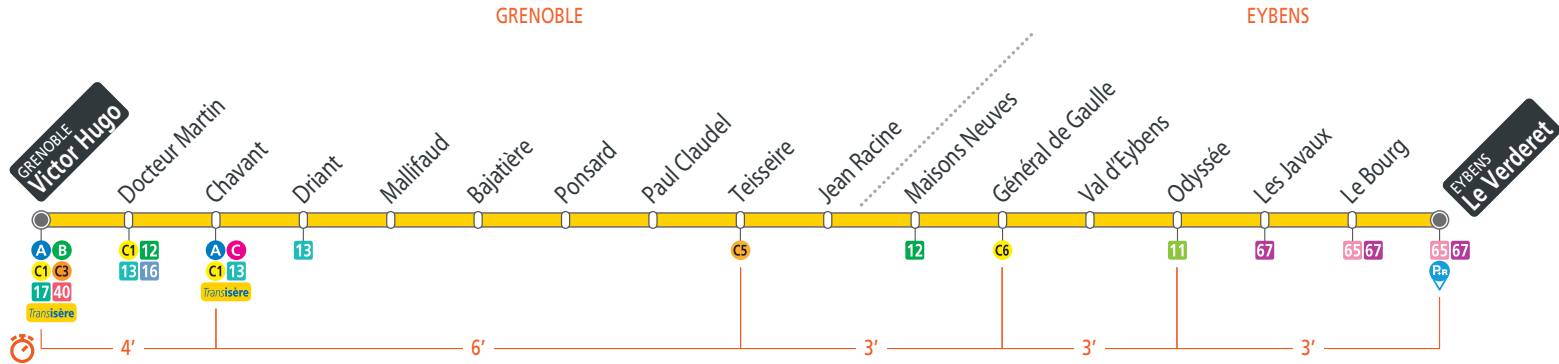 GRENOBLE
EYBENS
GRENOBLE
Victor Hugo
Docteur Martin
Chavant
Driant
Mallifaud
Bajatière
Ponsard
Paul Claudel
Teisseire
Jean Racine
Maisons Neuves
Général de Gaulle
Val d'Eybens
Odyssée
Les Javaux
Le Bourg
EYBENS
Le Verderet
A B
C1 C3
17 40
Transisère
C1 12
13 16
A C
C1 13
Transisère
13
C5
12
C6
11
67
65 67
65 67
P+R
4’
6’
3’
3’
3’